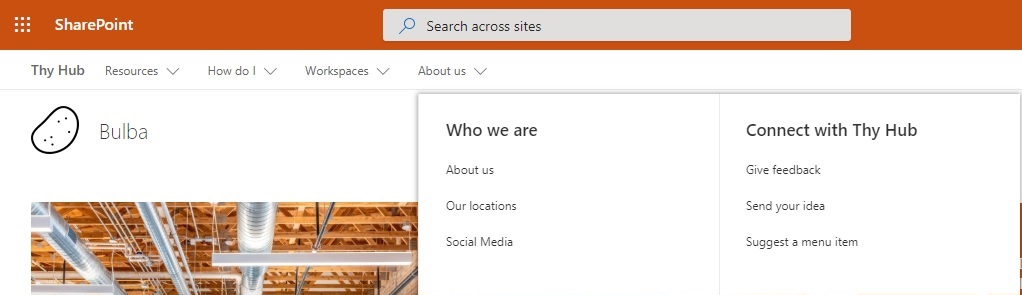 SharePoint
Search across sites
Thy Hub Resources How do I Workspaces About us
Bulba
Who we are
About us
Our locations
Social Media
Connect with Thy Hub
Give feedback
Send your idea
Suggest a menu item